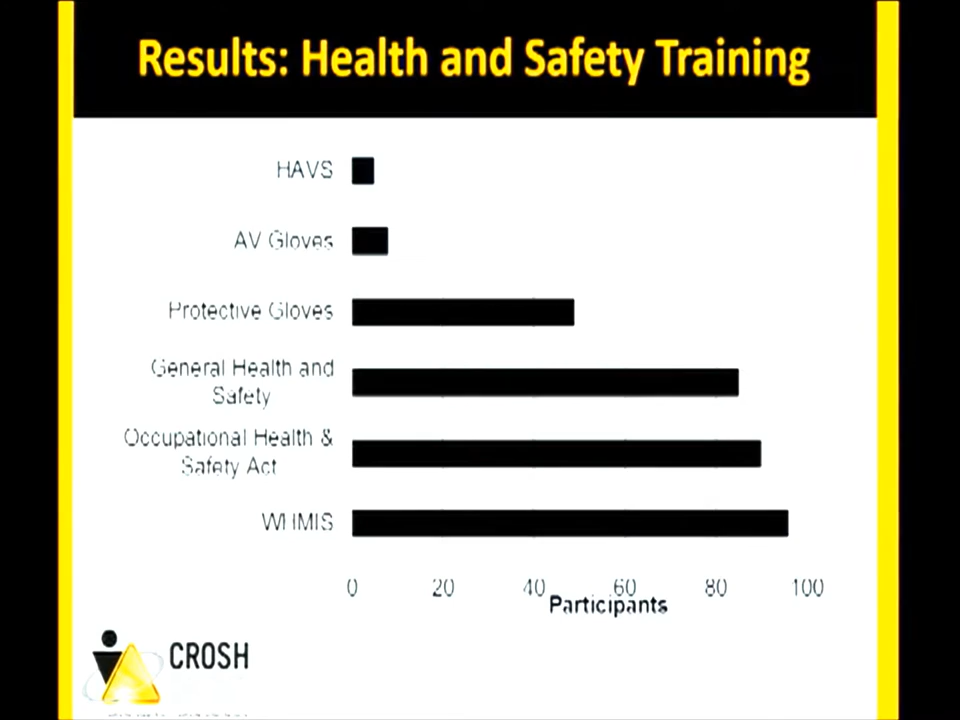 Results: Health and Safety Training
HAVS
AV Gloves
Protective Gloves
General Health and
Safety
Occupational Health &
Safety Act
WHMIS
0 20 40 60 80 100
Participants
CROSH